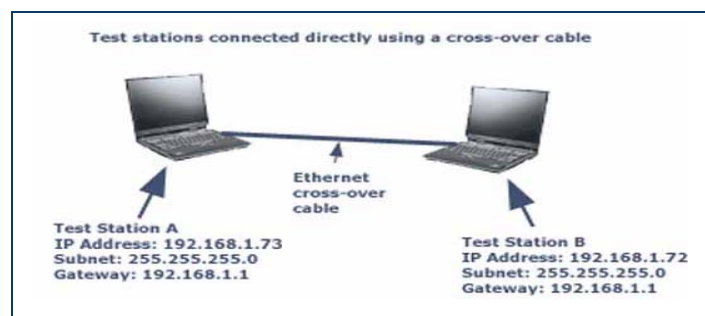 Test stations connected directly using a cross-over cable
Ethernet
cross-over
cable
Test Station A
IP Address: 192.168.1.73
Subnet: 255.255.255.0
Gateway: 192.168.1.1
Test Station B
IP Address: 192.168.1.72
Subnet: 255.255.255.0
Gateway: 192.168.1.1